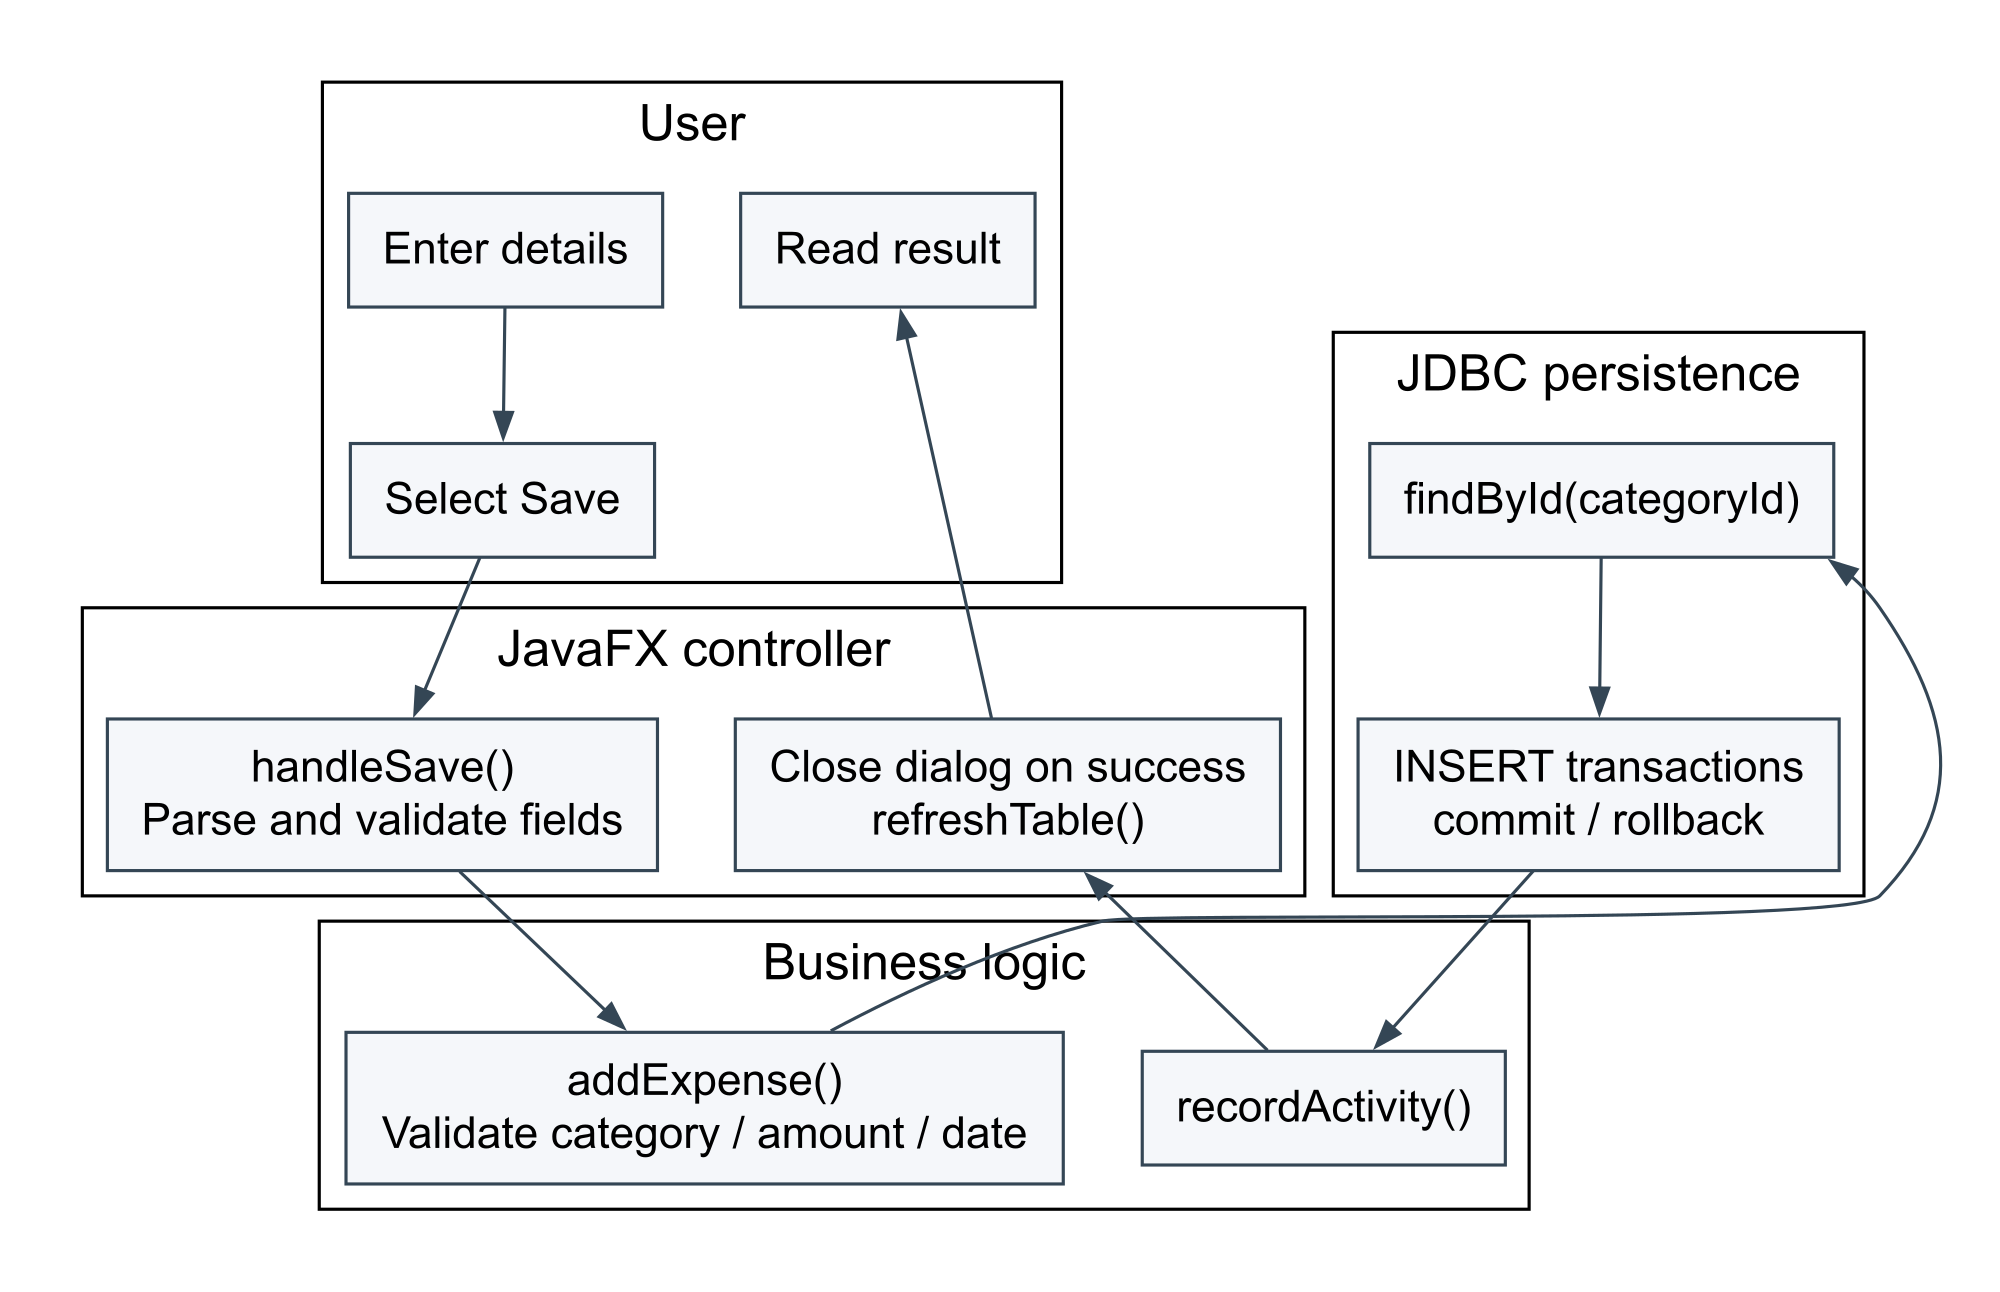 User
Enter details
Read result
Select Save
JDBC persistence
findById(categoryId)
INSERT transactions
commit / rollback
JavaFX controller
handleSave()
Parse and validate fields
Close dialog on success
refreshTable()
Business logic
addExpense()
Validate category / amount / date
recordActivity()